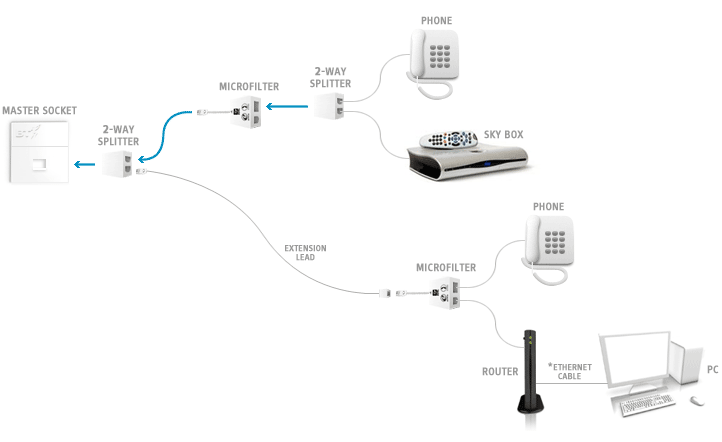 PHONE
2-WAY
SPLITTER
MICROFILTER
MASTER SOCKET
BT
2-WAY
SPLITTER
SKY BOX
PHONE
EXTENSION
LEAD
MICROFILTER
ROUTER
*ETHERNET
CABLE
PC